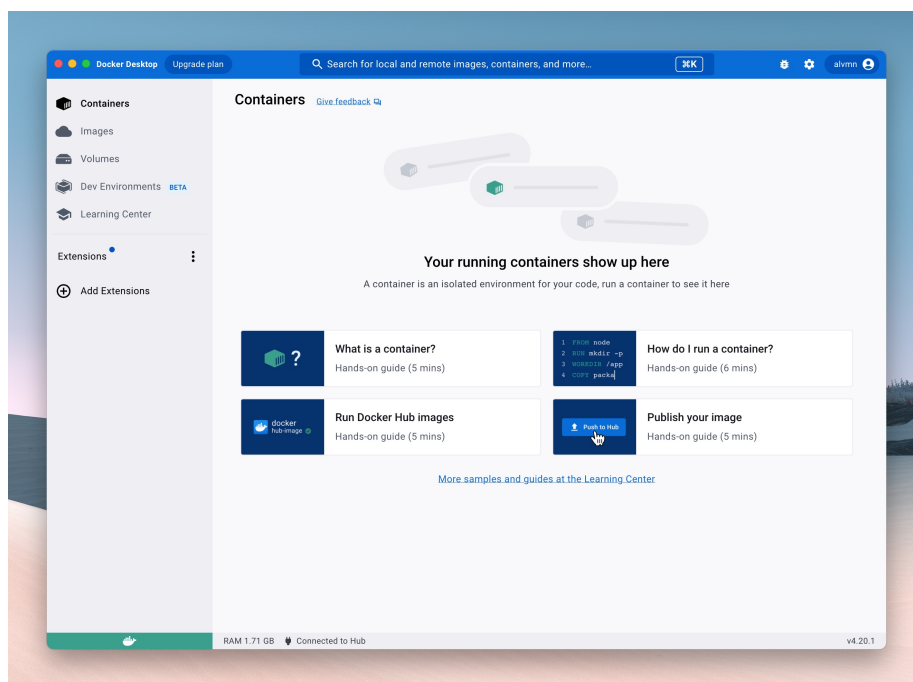 Docker Desktop Upgrade plan Search for local and remote images, containers, and more... ⌘K alvmn
Containers
Images
Volumes
Dev Environments BETA
Learning Center
Extensions
Add Extensions
Containers Give feedback
Your running containers show up here
A container is an isolated environment for your code, run a container to see it here
?
What is a container?
Hands-on guide (5 mins)
1 FROM node
2 RUN mkdir -p
3 WORKDIR /app
4 COPY packa
How do I run a container?
Hands-on guide (6 mins)
docker
hub-image
Run Docker Hub images
Hands-on guide (5 mins)
Push to Hub
Publish your image
Hands-on guide (5 mins)
More samples and guides at the Learning Center
RAM 1.71 GB Connected to Hub v4.20.1